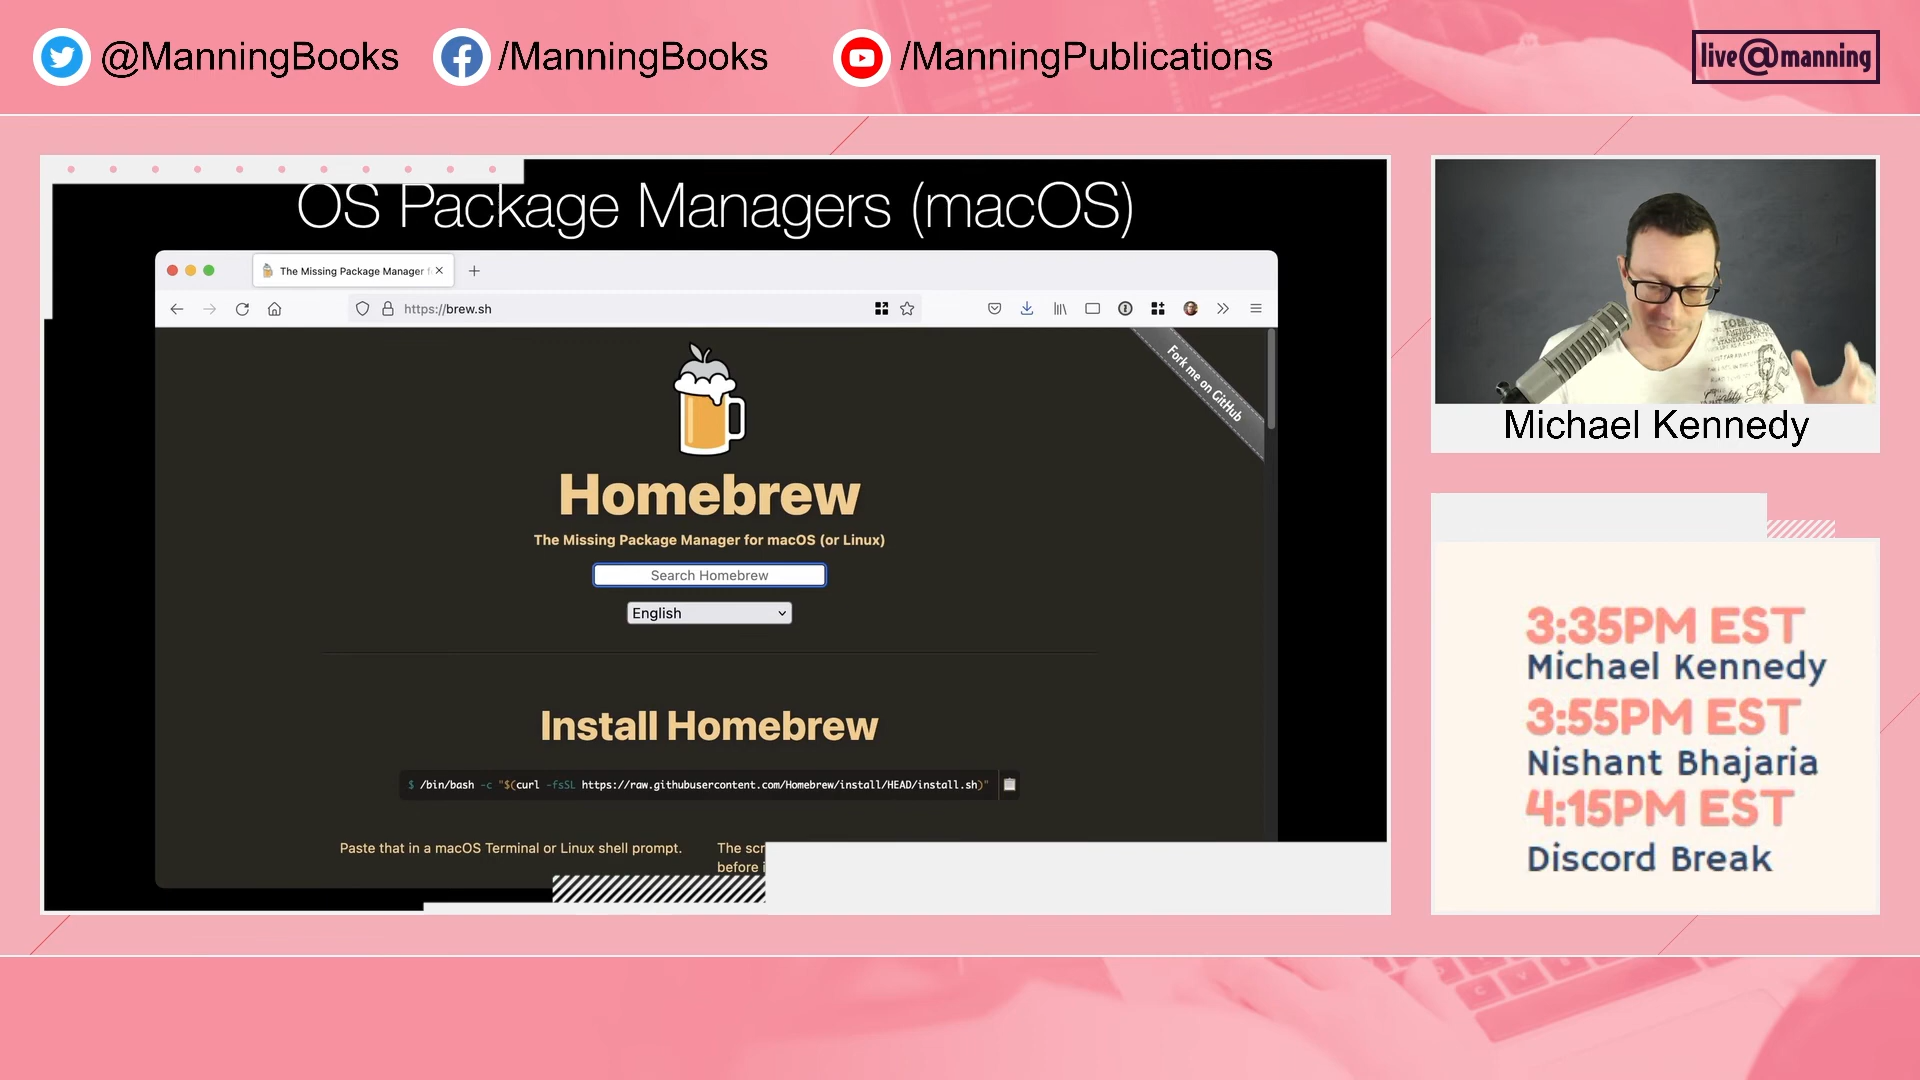 @ManningBooks
/ManningBooks
/ManningPublications
live@manning
OS Package Managers (macOS)
The Missing Package Manager f
https://brew.sh
Fork me on GitHub
Homebrew
The Missing Package Manager for macOS (or Linux)
Search Homebrew
English
Install Homebrew
$ /bin/bash -c "$(curl -fsSL https://raw.githubusercontent.com/Homebrew/install/HEAD/install.sh)"
Paste that in a macOS Terminal or Linux shell prompt.
The scr
before i
Michael Kennedy
3:35PM EST
Michael Kennedy
3:55PM EST
Nishant Bhajaria
4:15PM EST
Discord Break